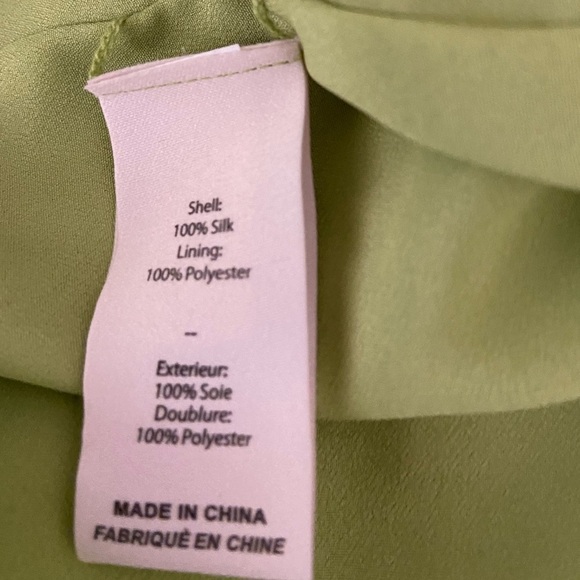 Shell:
100% Silk
Lining:
100% Polyester
–
Exterieur:
100% Soie
Doublure:
100% Polyester
MADE IN CHINA
FABRIQUÈ EN CHINE